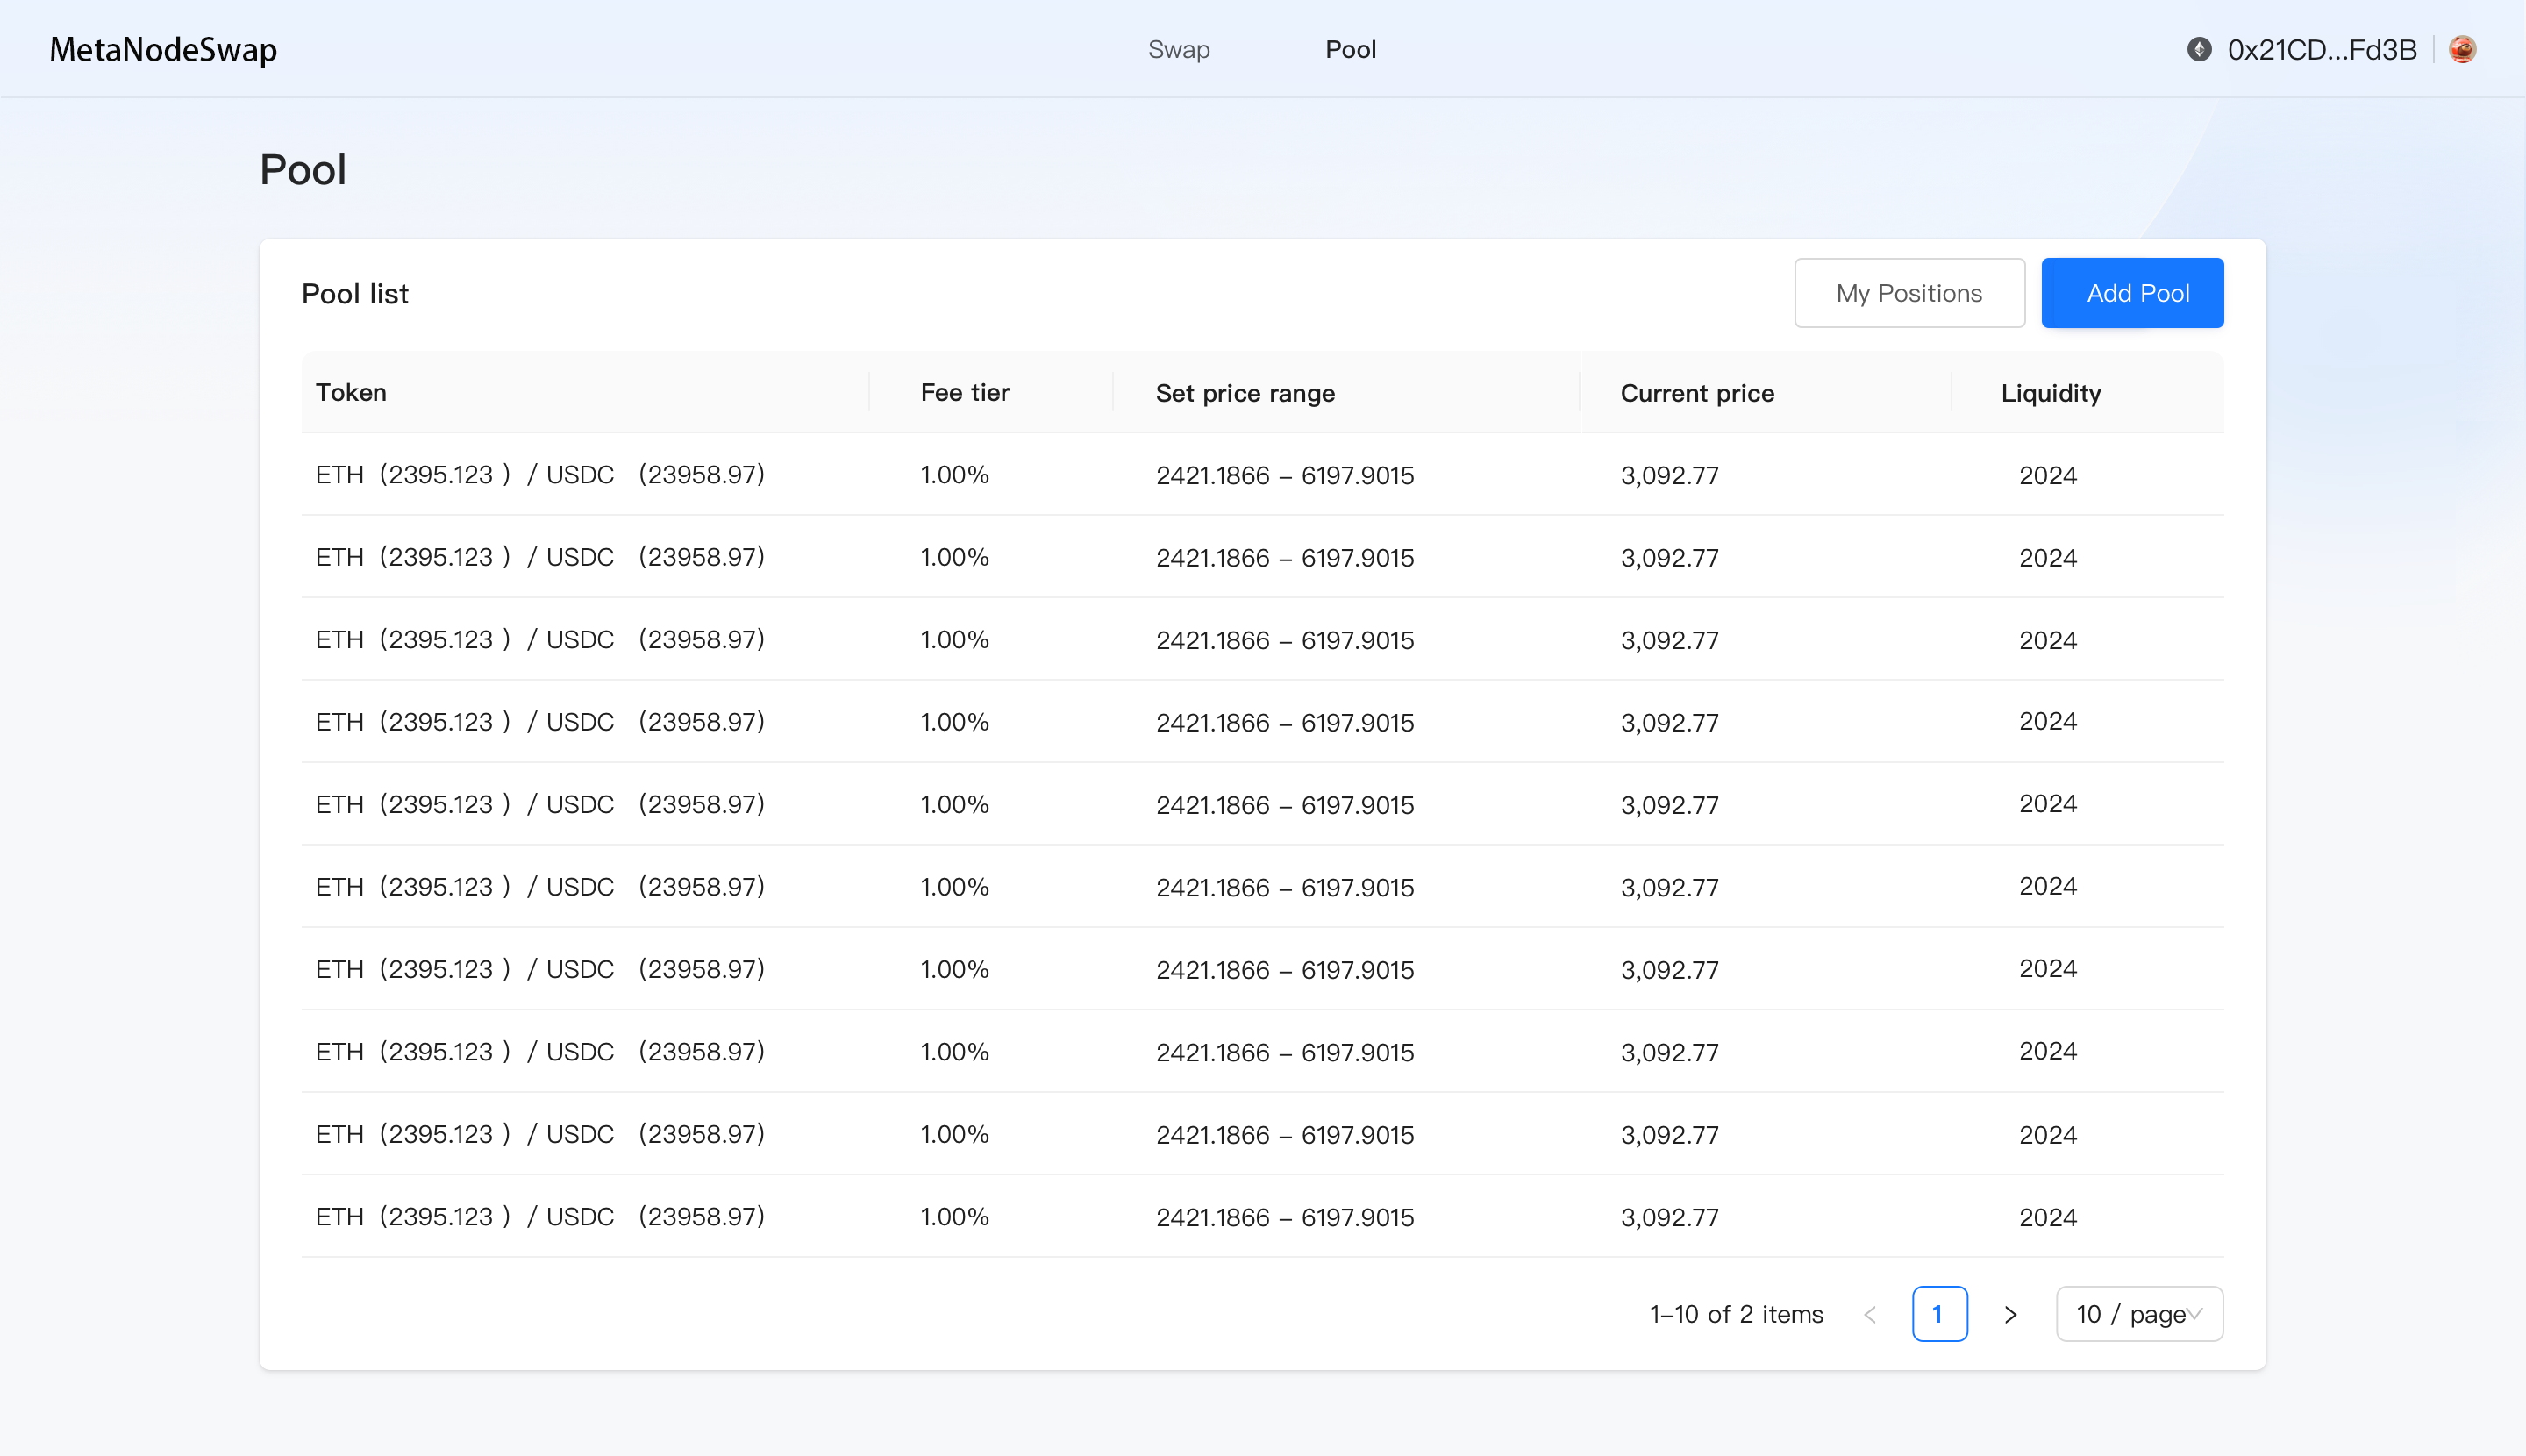 MetaNodeSwap Swap Pool 0x21CD...Fd3B
Pool
Pool list My Positions Add Pool
Token Fee tier Set price range Current price Liquidity
ETH (2395.123 ) / USDC (23958.97) 1.00% 2421.1866 – 6197.9015 3,092.77 2024
ETH (2395.123 ) / USDC (23958.97) 1.00% 2421.1866 – 6197.9015 3,092.77 2024
ETH (2395.123 ) / USDC (23958.97) 1.00% 2421.1866 – 6197.9015 3,092.77 2024
ETH (2395.123 ) / USDC (23958.97) 1.00% 2421.1866 – 6197.9015 3,092.77 2024
ETH (2395.123 ) / USDC (23958.97) 1.00% 2421.1866 – 6197.9015 3,092.77 2024
ETH (2395.123 ) / USDC (23958.97) 1.00% 2421.1866 – 6197.9015 3,092.77 2024
ETH (2395.123 ) / USDC (23958.97) 1.00% 2421.1866 – 6197.9015 3,092.77 2024
ETH (2395.123 ) / USDC (23958.97) 1.00% 2421.1866 – 6197.9015 3,092.77 2024
ETH (2395.123 ) / USDC (23958.97) 1.00% 2421.1866 – 6197.9015 3,092.77 2024
ETH (2395.123 ) / USDC (23958.97) 1.00% 2421.1866 – 6197.9015 3,092.77 2024
1–10 of 2 items 1 10 / page